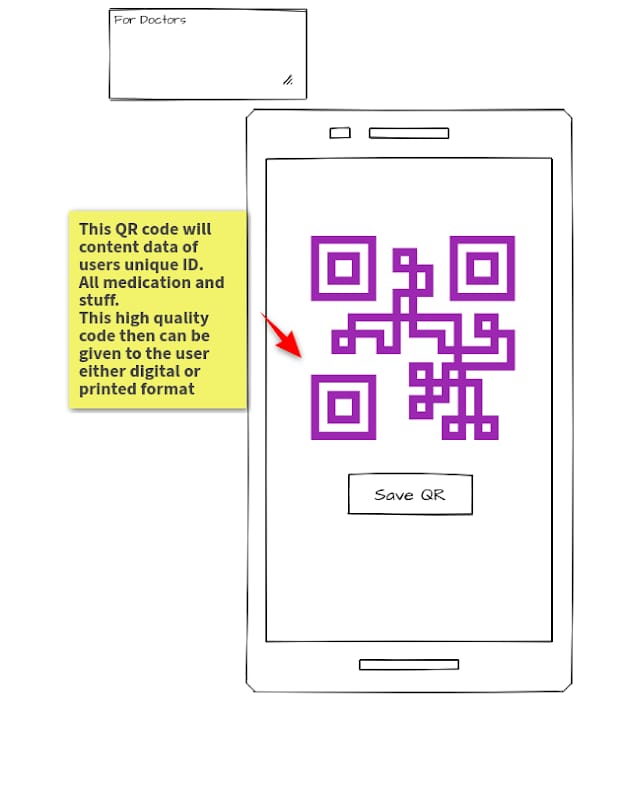 For Doctors
This QR code will
content data of
users unique ID.
All medication and
stuff.
This high quality
code then can be
given to the user
either digital or
printed format
Save QR